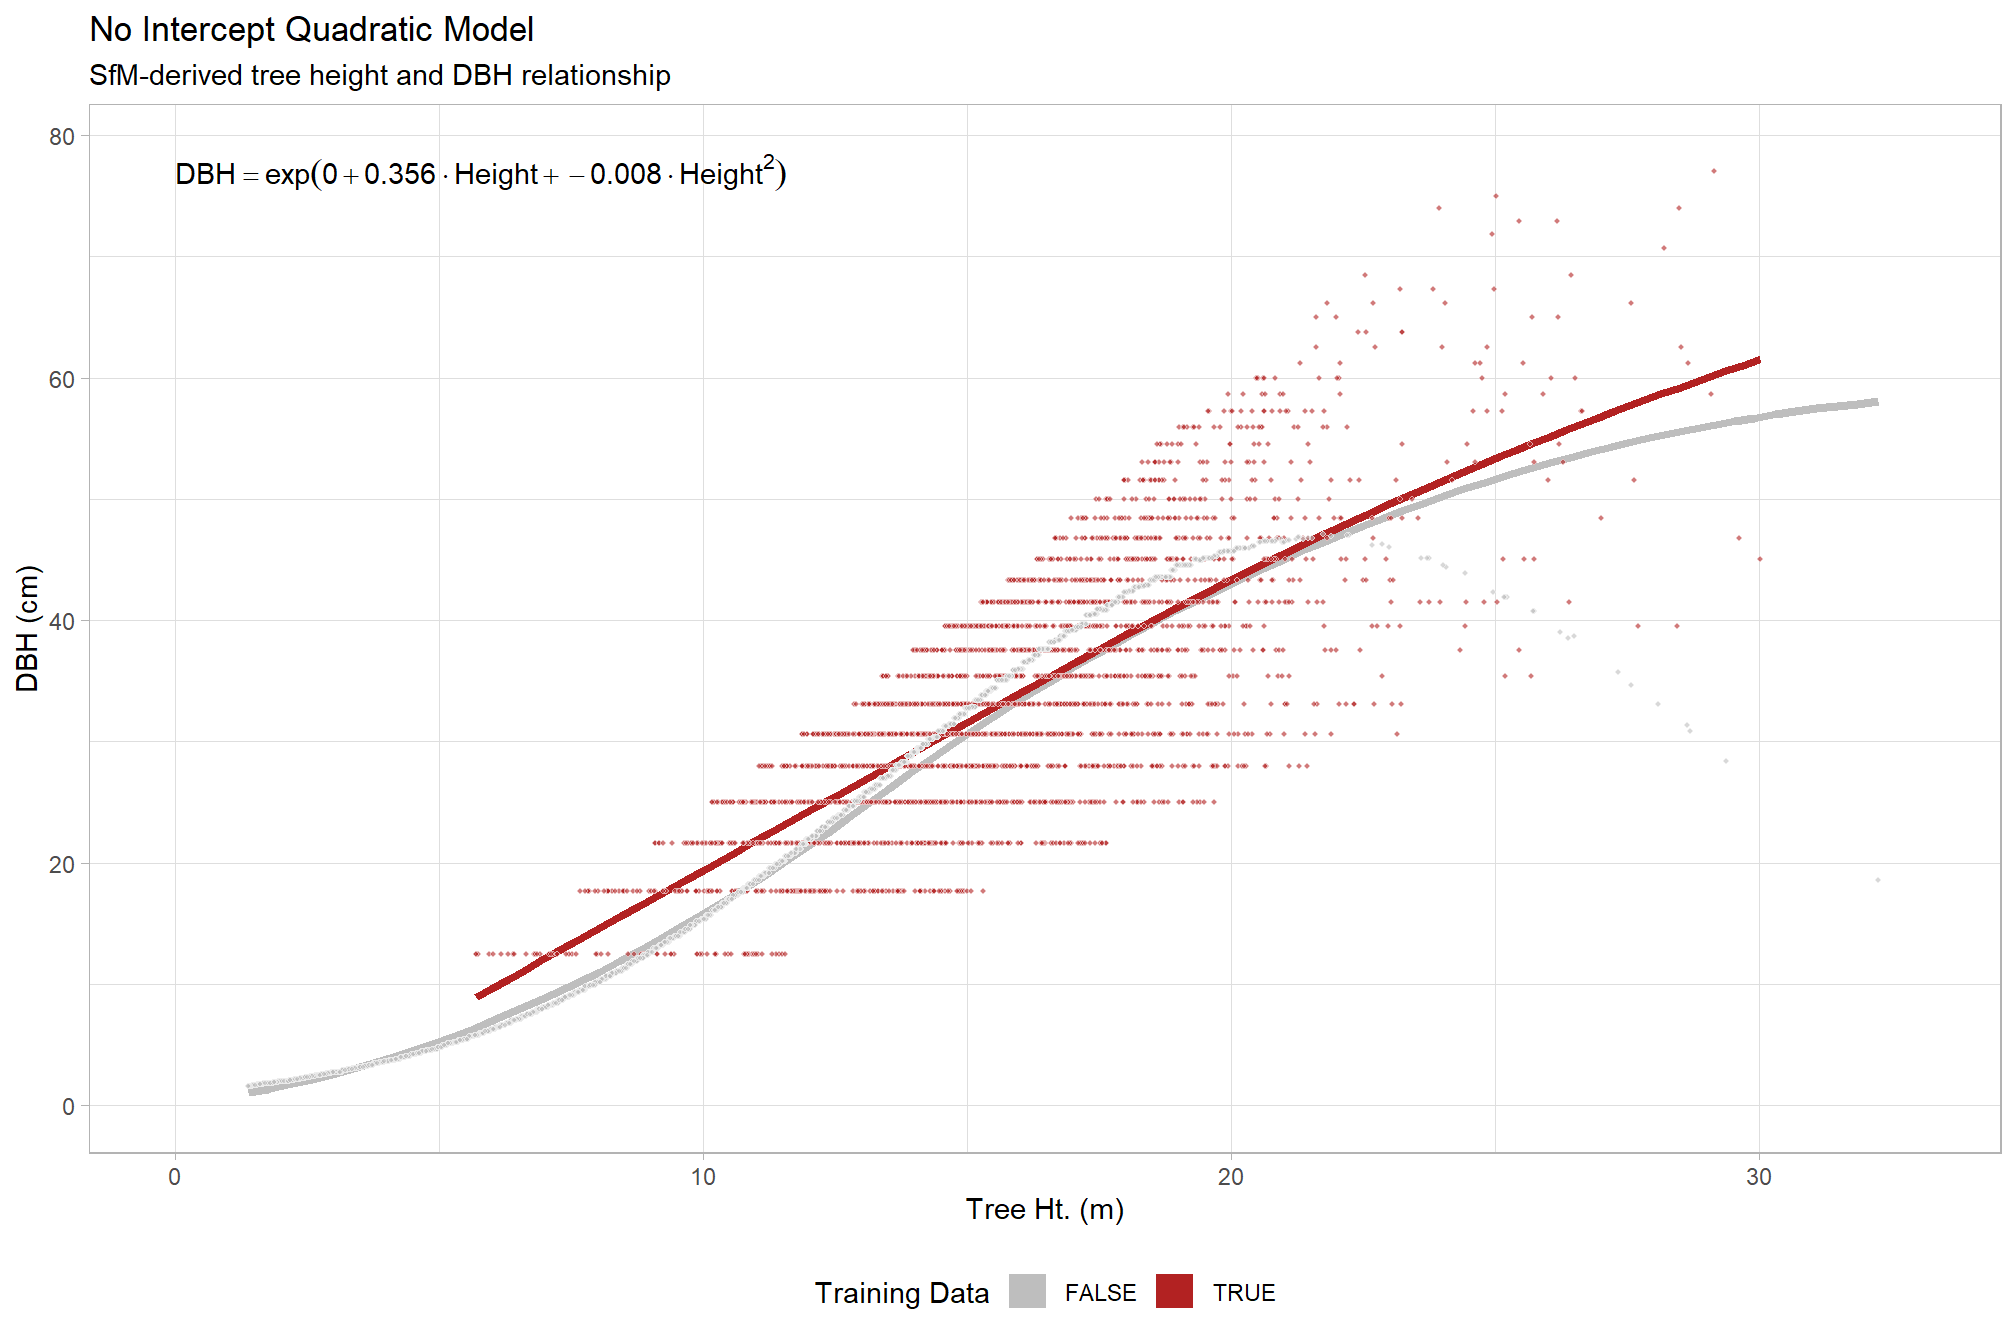 No Intercept Quadratic Model
SfM-derived tree height and DBH relationship
80
DBH = exp(0 + 0.356 · Height + − 0.008 · Height²)
60
40
20
0
DBH (cm)
0 10 20 30
Tree Ht. (m)
Training Data FALSE TRUE